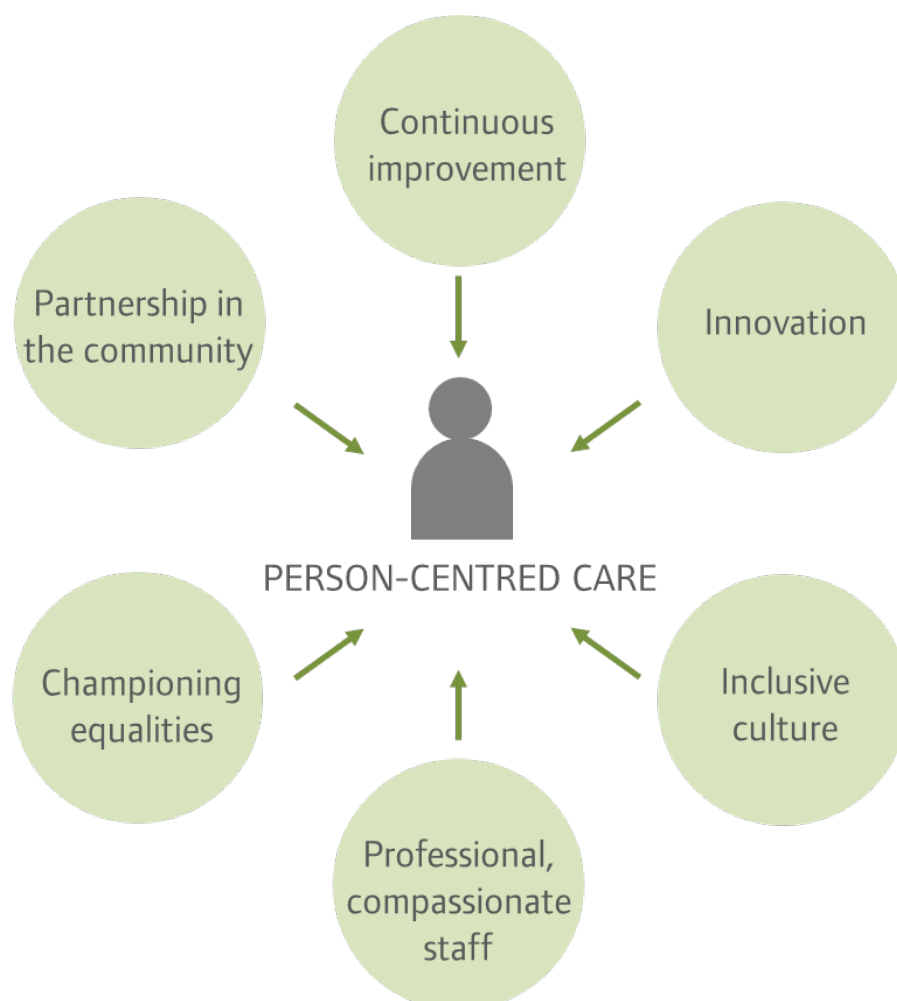 Continuous
improvement
Partnership in
the community
Innovation
PERSON-CENTRED CARE
Championing
equalities
Inclusive
culture
Professional,
compassionate
staff